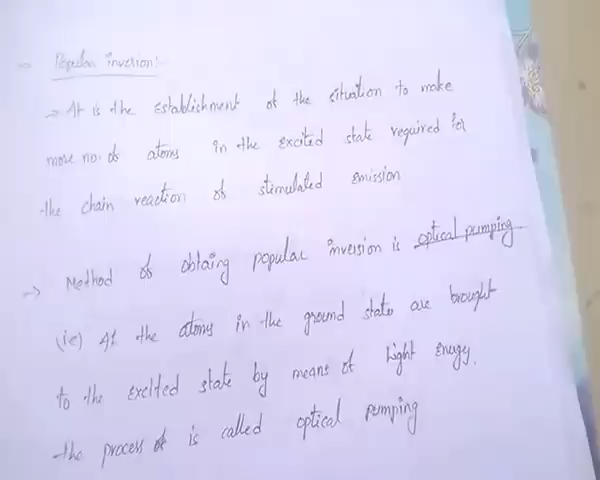 → Popular inversion:-
→ It is the establishment of the situation to make
more no. of atoms in the excited state required for
the chain reaction of stimulated emission
→ Method of obtaing popular inversion is optical pumping
(ie) If the atoms in the ground state are brought
to the excited state by means of light energy.
the process is called optical pumping